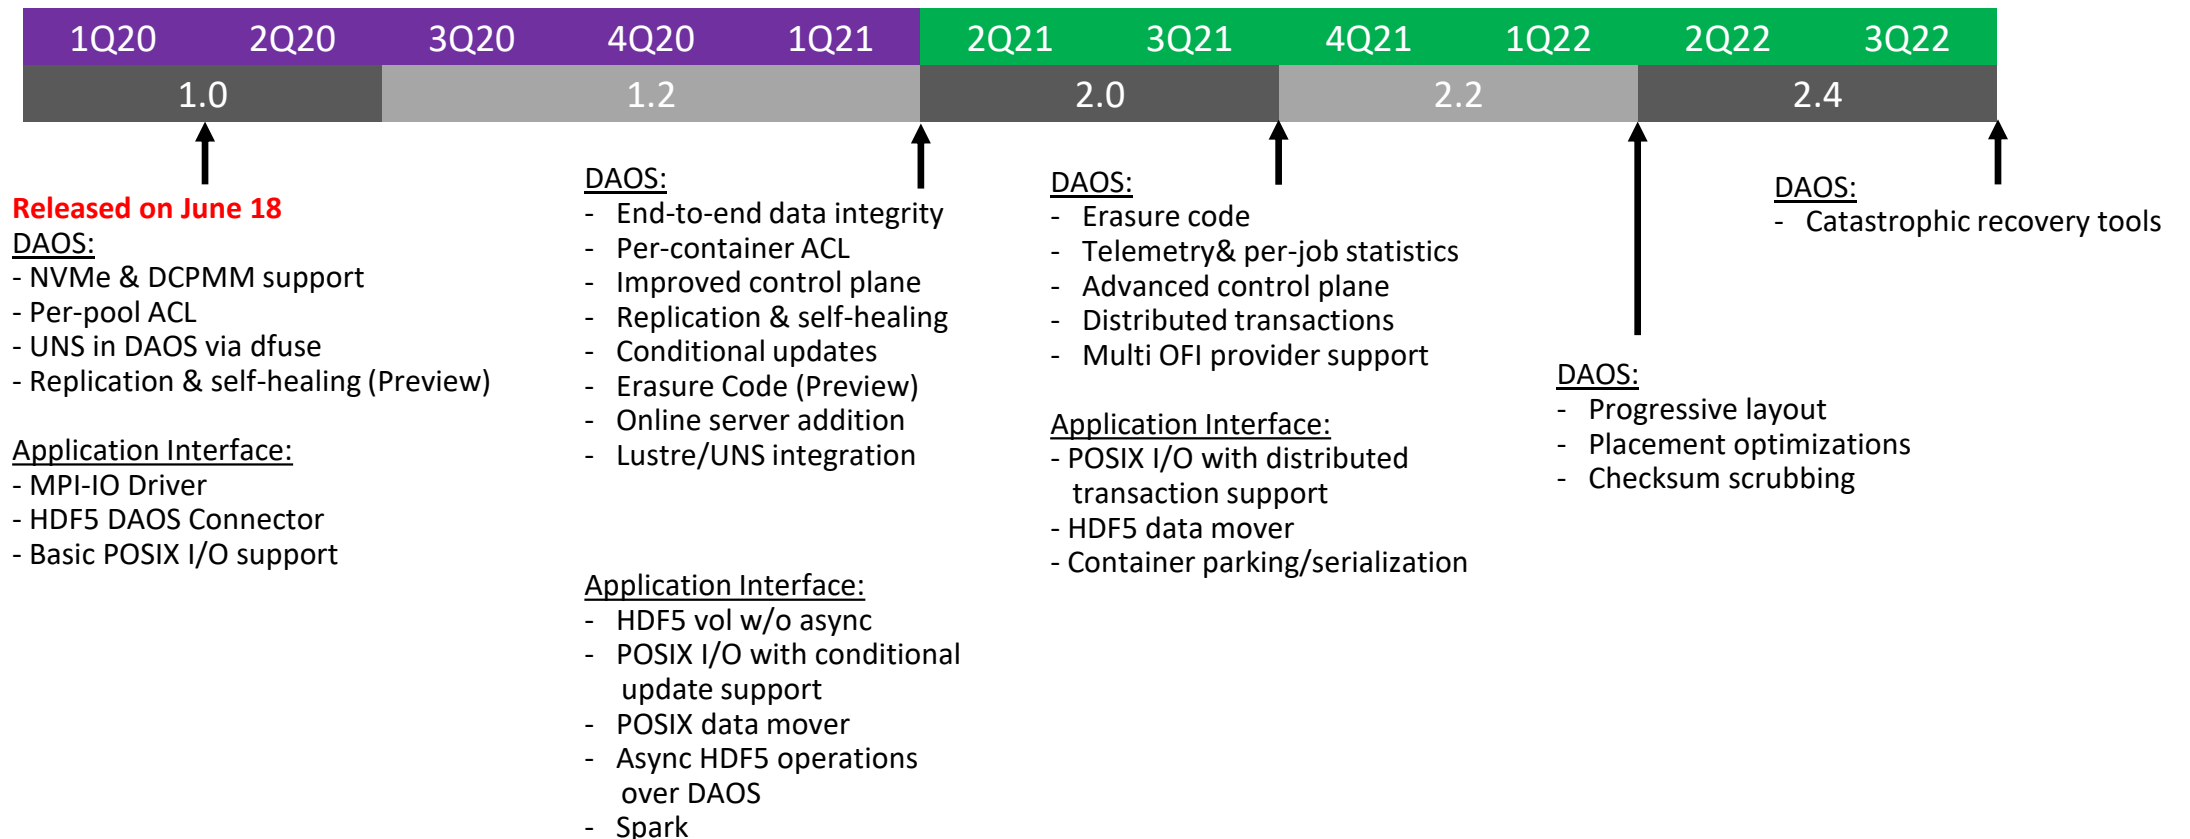 1Q20 2Q20 3Q20 4Q20 1Q21 2Q21 3Q21 4Q21 1Q22 2Q22 3Q22
1.0 1.2 2.0 2.2 2.4
Released on June 18
DAOS:
- NVMe & DCPMM support
- Per-pool ACL
- UNS in DAOS via dfuse
- Replication & self-healing (Preview)
Application Interface:
- MPI-IO Driver
- HDF5 DAOS Connector
- Basic POSIX I/O support
DAOS:
- End-to-end data integrity
- Per-container ACL
- Improved control plane
- Replication & self-healing
- Conditional updates
- Erasure Code (Preview)
- Online server addition
- Lustre/UNS integration
Application Interface:
- HDF5 vol w/o async
- POSIX I/O with conditional
update support
- POSIX data mover
- Async HDF5 operations
over DAOS
- Spark
DAOS:
- Erasure code
- Telemetry& per-job statistics
- Advanced control plane
- Distributed transactions
- Multi OFI provider support
Application Interface:
- POSIX I/O with distributed
transaction support
- HDF5 data mover
- Container parking/serialization
DAOS:
- Progressive layout
- Placement optimizations
- Checksum scrubbing
DAOS:
- Catastrophic recovery tools